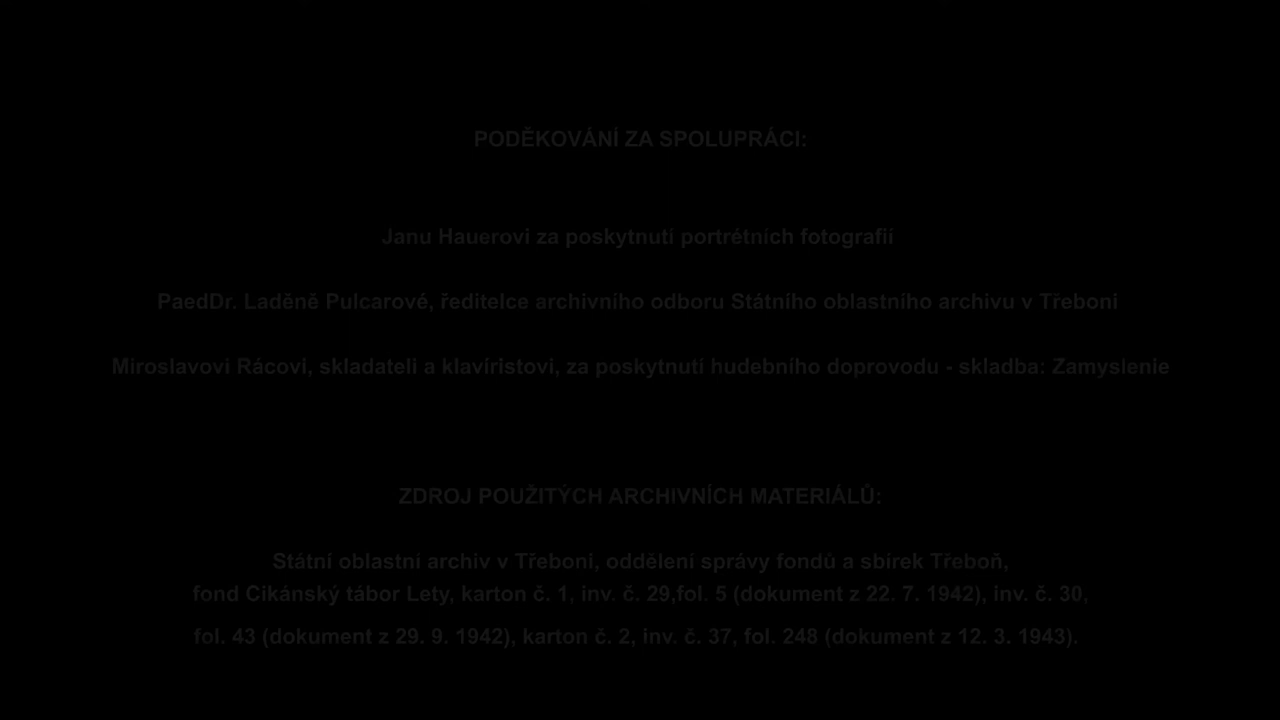 PODĚKOVÁNÍ ZA SPOLUPRÁCI:
Janu Hauerovi za poskytnutí portrétních fotografií
PaedDr. Laděně Pulcarové, ředitelce archivního odboru Státního oblastního archivu v Třeboni
Miroslavovi Rácovi, skladateli a klavíristovi, za poskytnutí hudebního doprovodu - skladba: Zamyslenie
ZDROJ POUŽITÝCH ARCHIVNÍCH MATERIÁLŮ:
Státní oblastní archiv v Třeboni, oddělení správy fondů a sbírek Třeboň,
fond Cikánský tábor Lety, karton č. 1, inv. č. 29,fol. 5 (dokument z 22. 7. 1942), inv. č. 30,
fol. 43 (dokument z 29. 9. 1942), karton č. 2, inv. č. 37, fol. 248 (dokument z 12. 3. 1943).